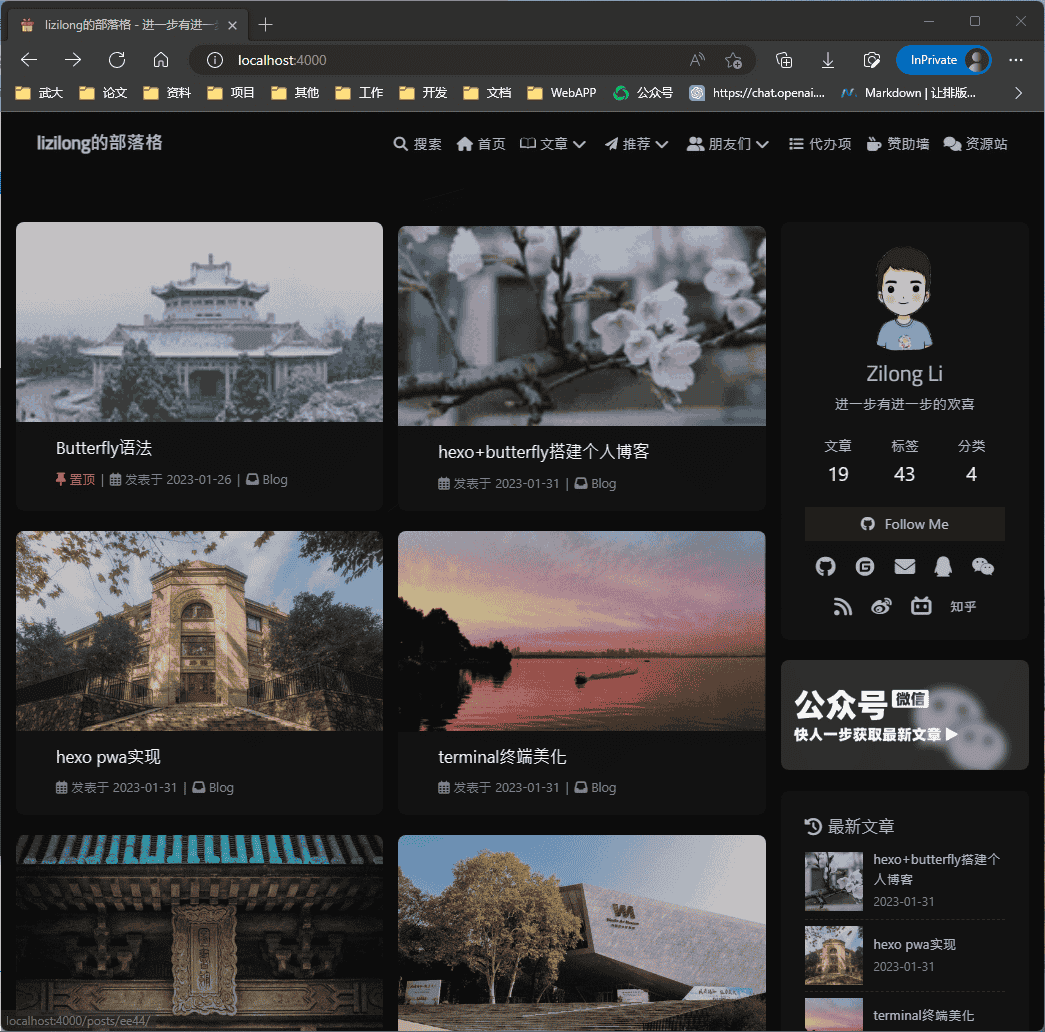 lizilong的部落格 - 进一步有进一
localhost:4000
InPrivate
武大 论文 资料 项目 其他 工作 开发 文档 WebAPP 公众号 https://chat.openai.... Markdown | 让排版...
lizilong的部落格
搜索 首页 文章 推荐 朋友们 代办项 赞助墙 资源站
Butterfly语法
置顶 | 发表于 2023-01-26 | Blog
hexo+butterfly搭建个人博客
发表于 2023-01-31 | Blog
hexo pwa实现
发表于 2023-01-31 | Blog
terminal终端美化
发表于 2023-01-31 | Blog
Zilong Li
进一步有进一步的欢喜
文章 标签 分类
19 43 4
Follow Me
知乎
公众号 微信
快人一步获取最新文章
最新文章
hexo+butterfly搭建个
人博客
2023-01-31
hexo pwa实现
2023-01-31
terminal终端美化
localhost:4000/posts/ee44/